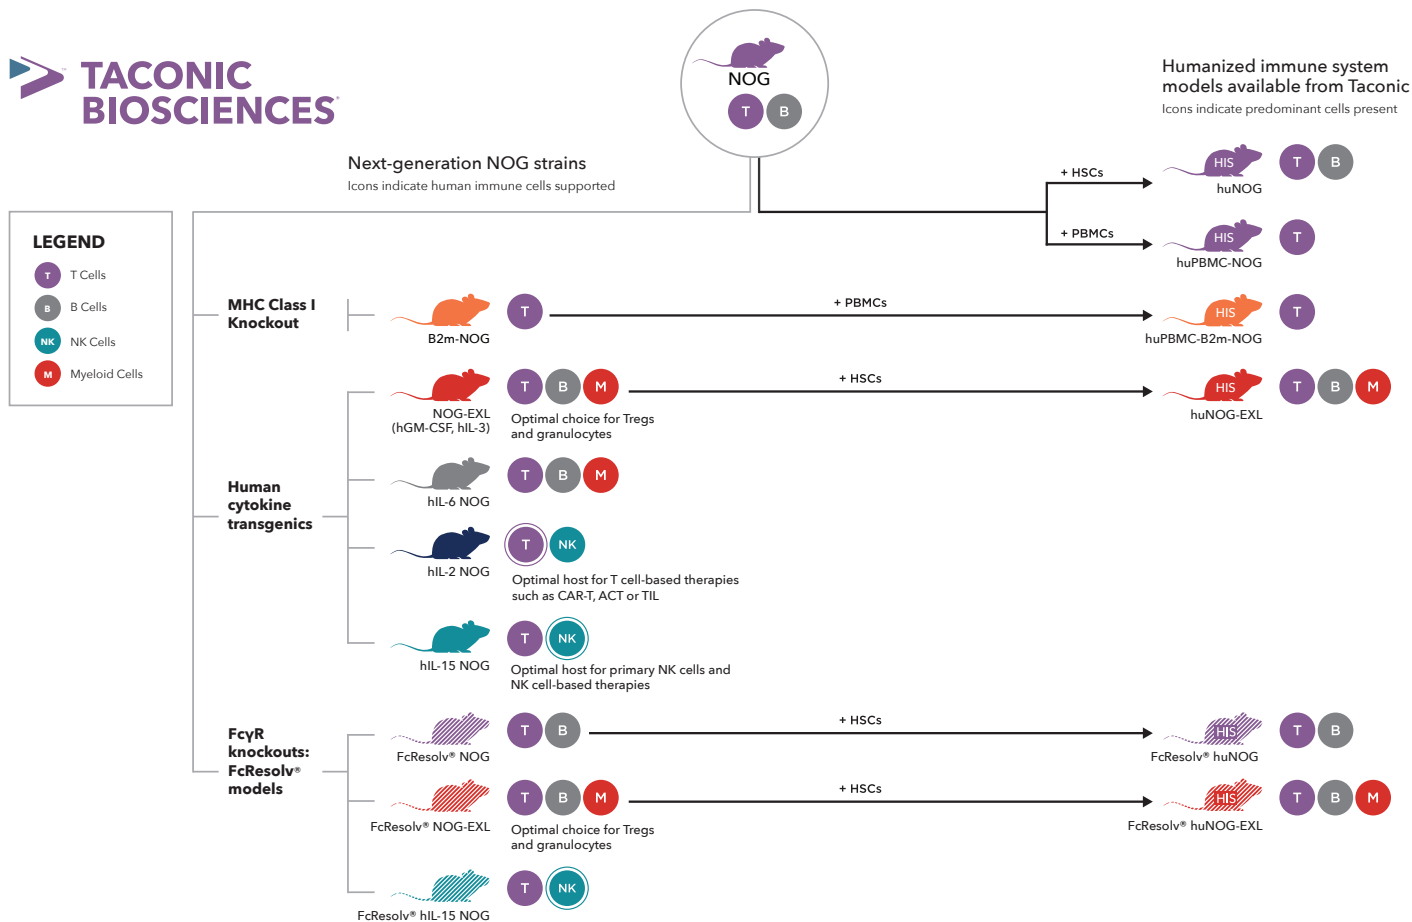 TACONIC
BIOSCIENCES
NOG
T B
Humanized immune system
models available from Taconic
Icons indicate predominant cells present
Next-generation NOG strains
Icons indicate human immune cells supported
+ HSCs
HIS
huNOG
T B
+ PBMCs
HIS
huPBMC-NOG
T
LEGEND
T T Cells
B B Cells
NK NK Cells
M Myeloid Cells
MHC Class I
Knockout
B2m-NOG
T
+ PBMCs
HIS
huPBMC-B2m-NOG
T
Human
cytokine
transgenics
NOG-EXL
(hGM-CSF, hIL-3)
T B M
Optimal choice for Tregs
and granulocytes
+ HSCs
HIS
huNOG-EXL
T B M
hIL-6 NOG
T B M
hIL-2 NOG
T NK
Optimal host for T cell-based therapies
such as CAR-T, ACT or TIL
hIL-15 NOG
T NK
Optimal host for primary NK cells and
NK cell-based therapies
FcγR
knockouts:
FcResolv®
models
FcResolv® NOG
T B
+ HSCs
HIS
FcResolv® huNOG
T B
FcResolv® NOG-EXL
T B M
Optimal choice for Tregs
and granulocytes
+ HSCs
HIS
FcResolv® huNOG-EXL
T B M
FcResolv® hIL-15 NOG
T NK